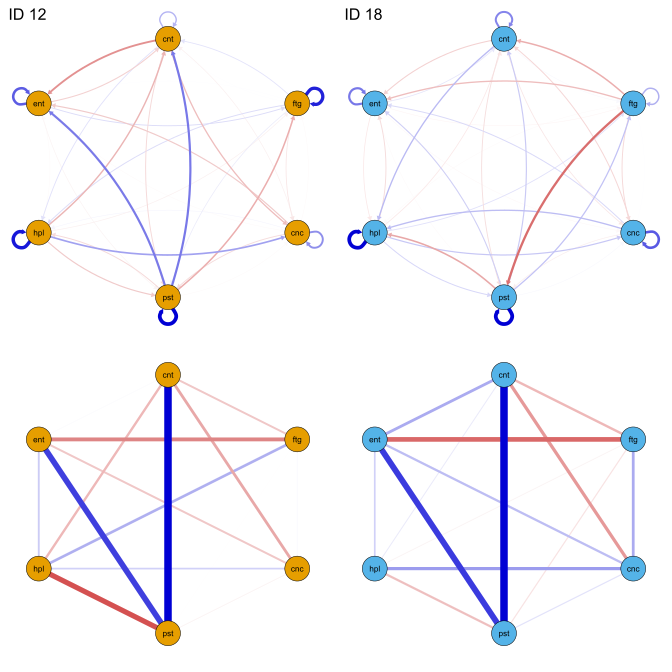 ID 12 ID 18
cnt cnt
ent ftg ent ftg
hpl cnc hpl cnc
pst pst
cnt cnt
ent ftg ent ftg
hpl cnc hpl cnc
pst pst